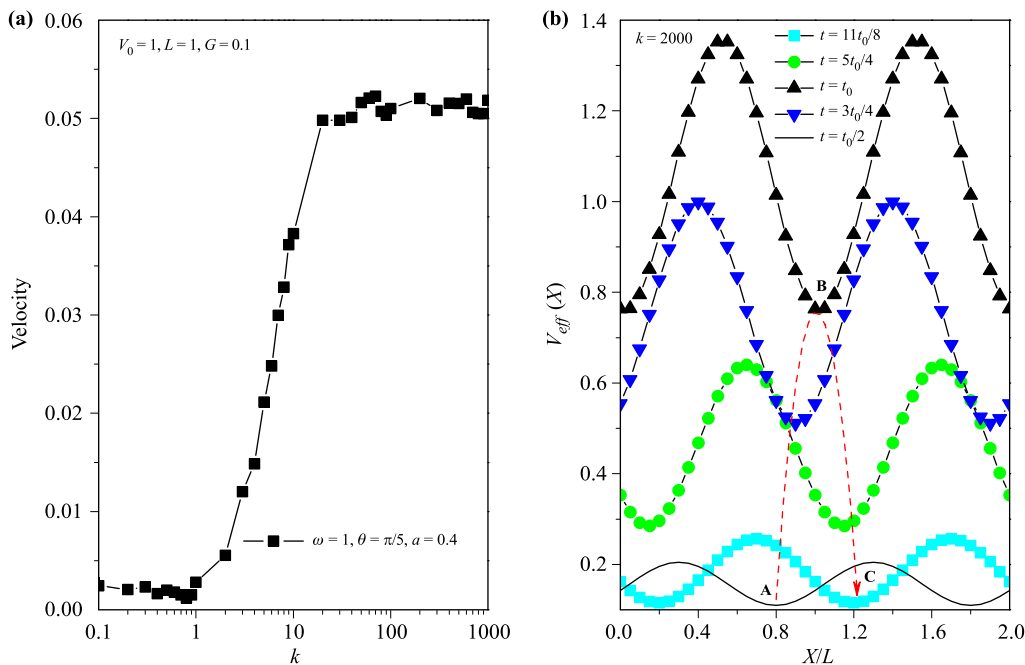 (a)
V₀ = 1, L = 1, G = 0.1
Velocity
0.06
0.05
0.04
0.03
0.02
0.01
0.00
ω = 1, θ = π/5, a = 0.4
0.1 1 10 100 1000
k
(b)
k = 2000
t = 11t₀/8
t = 5t₀/4
t = t₀
t = 3t₀/4
t = t₀/2
V_eff (X)
1.4
1.2
1.0
0.8
0.6
0.4
0.2
B
A
C
0.0 0.4 0.8 1.2 1.6 2.0
X/L